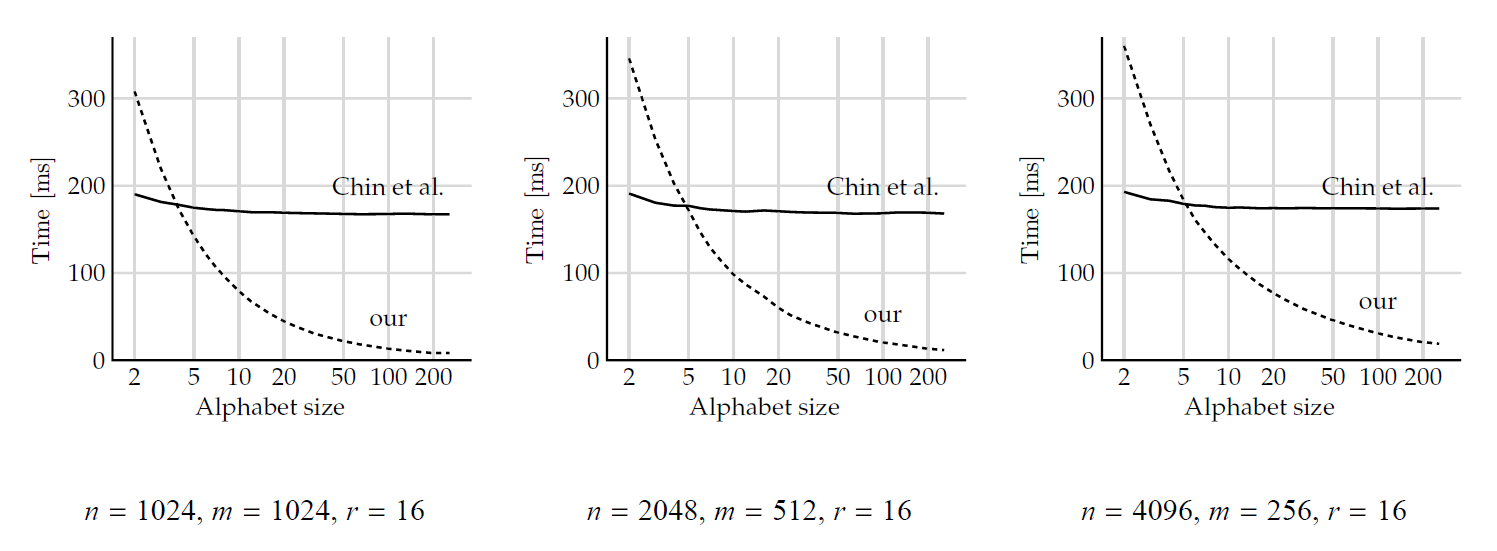 300
200
100
0
Time [ms]
Chin et al.
our
2 5 10 20 50 100 200
Alphabet size
n = 1024, m = 1024, r = 16
300
200
100
0
Time [ms]
Chin et al.
our
2 5 10 20 50 100 200
Alphabet size
n = 2048, m = 512, r = 16
300
200
100
0
Time [ms]
Chin et al.
our
2 5 10 20 50 100 200
Alphabet size
n = 4096, m = 256, r = 16